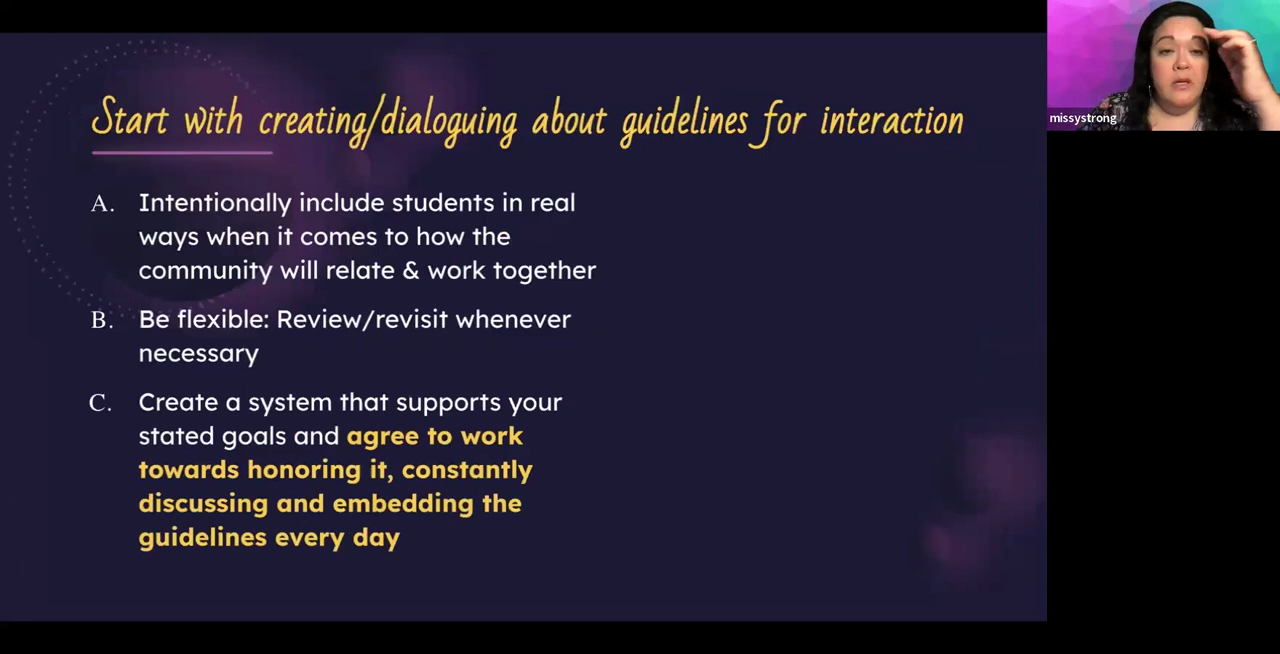 Start with creating/dialoguing about guidelines for interaction
A. Intentionally include students in real
ways when it comes to how the
community will relate & work together
B. Be flexible: Review/revisit whenever
necessary
C. Create a system that supports your
stated goals and agree to work
towards honoring it, constantly
discussing and embedding the
guidelines every day
missystrong